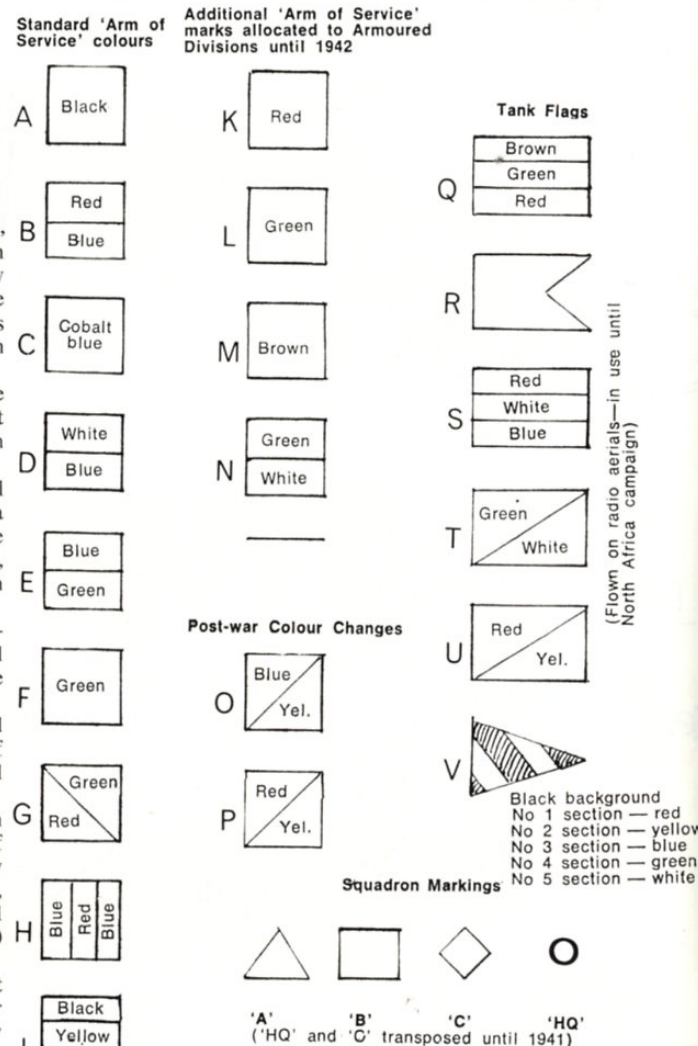 Standard 'Arm of
Service' colours
A
Black
B
Red
Blue
C
Cobalt
blue
D
White
Blue
E
Blue
Green
F
Green
G
Green
Red
H
Blue
Red
Blue
Black
Yellow
Additional 'Arm of Service'
marks allocated to Armoured
Divisions until 1942
K
Red
L
Green
M
Brown
N
Green
White
Post-war Colour Changes
O
Blue
Yel.
P
Red
Yel.
Tank Flags
Q
Brown
Green
Red
R
S
Red
White
Blue
T
Green
White
U
Red
Yel.
V
(Flown on radio aerials—in use until
North Africa campaign)
Black background
No 1 section — red
No 2 section — yellow
No 3 section — blue
No 4 section — green
No 5 section — white
Squadron Markings
O
'A' 'B' 'C' 'HQ'
('HQ' and 'C' transposed until 1941)